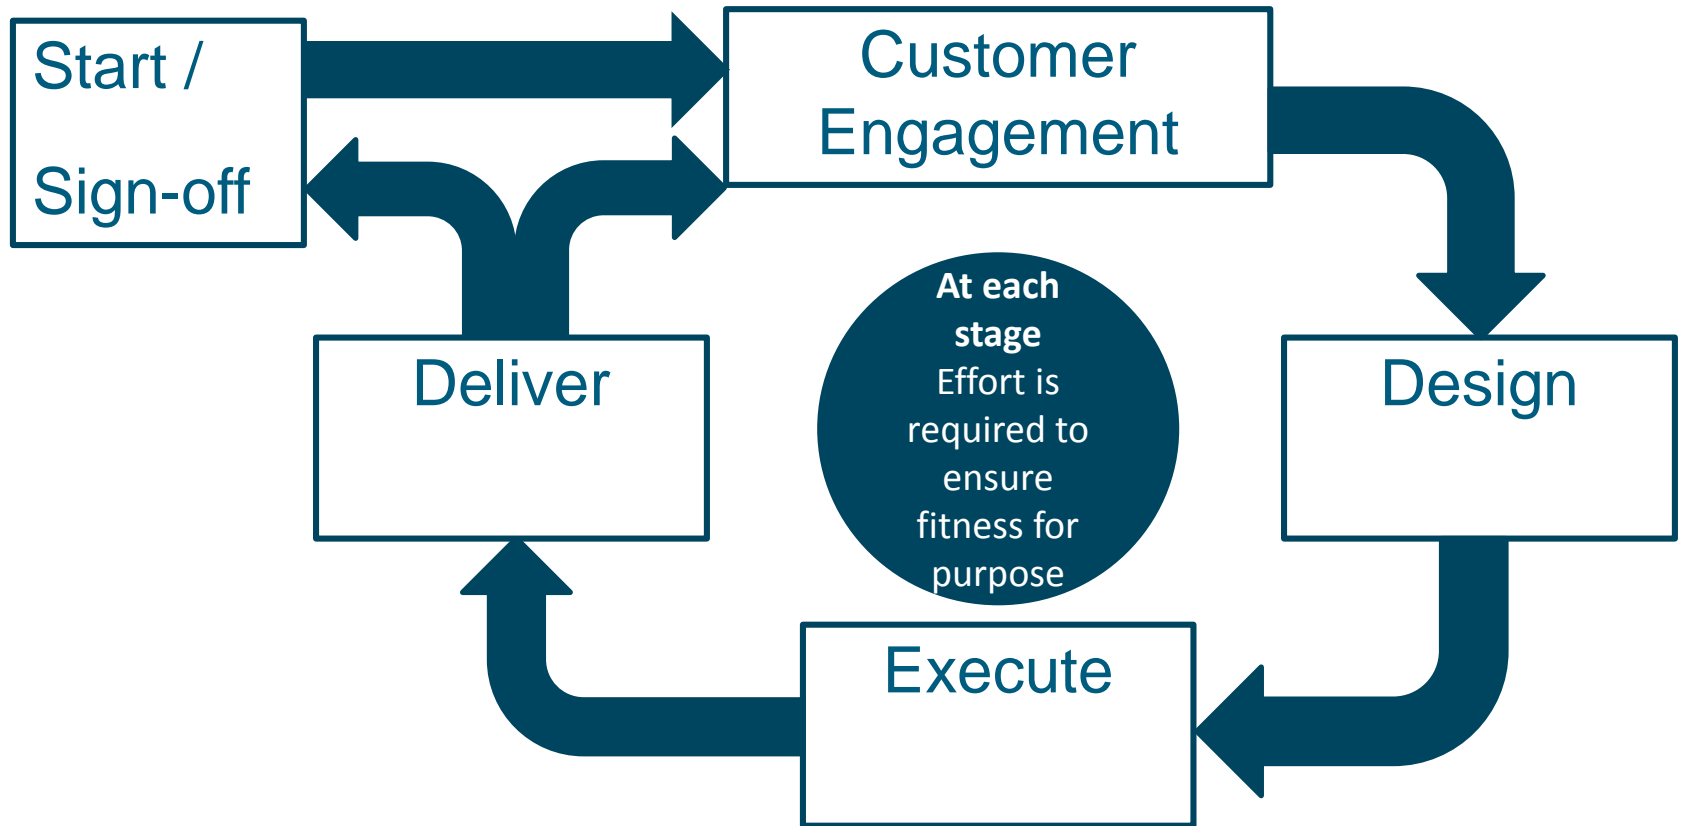 Start /
Sign-off
Customer
Engagement
At each
stage
Effort is
required to
ensure
fitness for
purpose
Deliver
Design
Execute